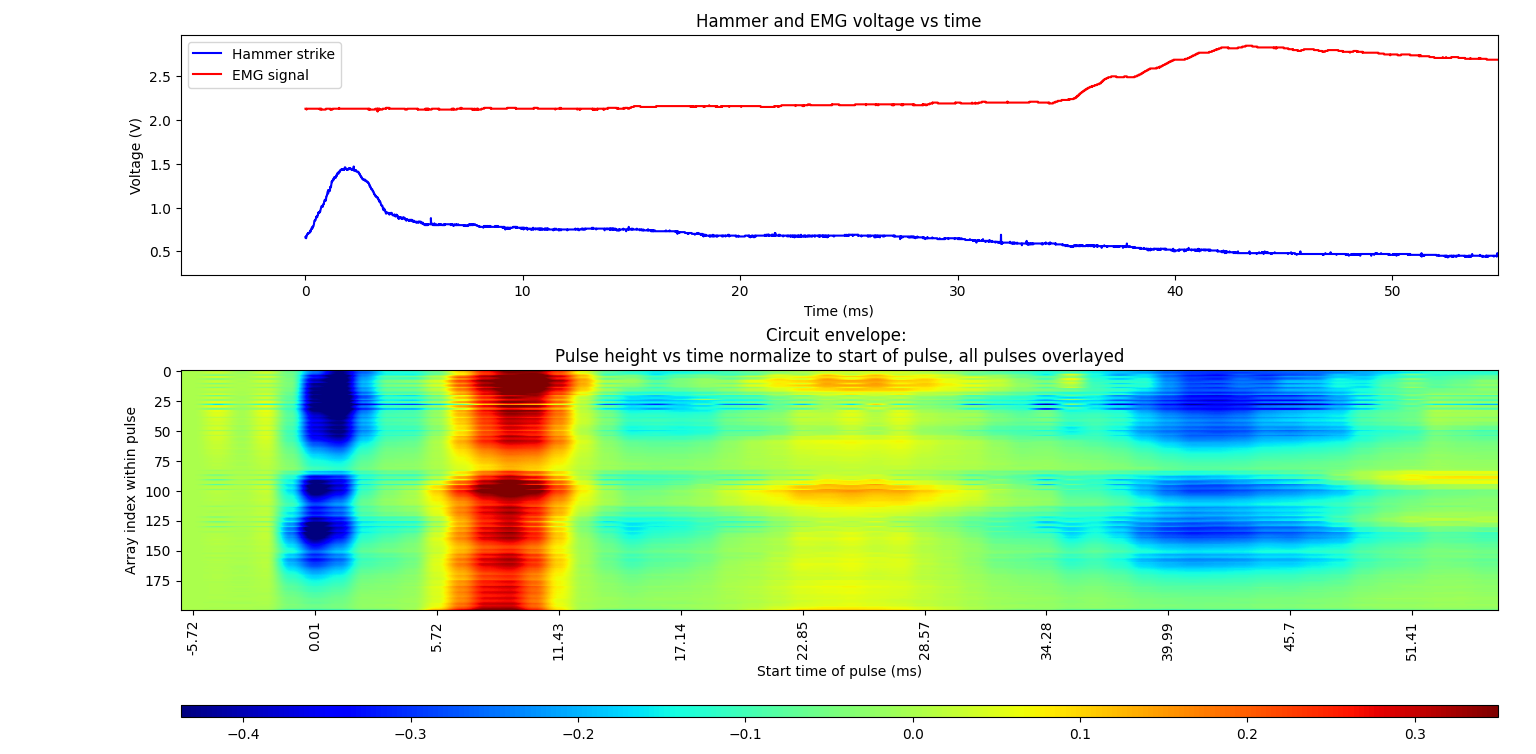 Hammer and EMG voltage vs time
Hammer strike
EMG signal
Voltage (V)
2.5
2.0
1.5
1.0
0.5
0 10 20 30 40 50
Time (ms)
Circuit envelope:
Pulse height vs time normalize to start of pulse, all pulses overlayed
Array index within pulse
0
25
50
75
100
125
150
175
-5.72 0.01 5.72 11.43 17.14 22.85 28.57 34.28 39.99 45.7 51.41
Start time of pulse (ms)
−0.4 −0.3 −0.2 −0.1 0.0 0.1 0.2 0.3